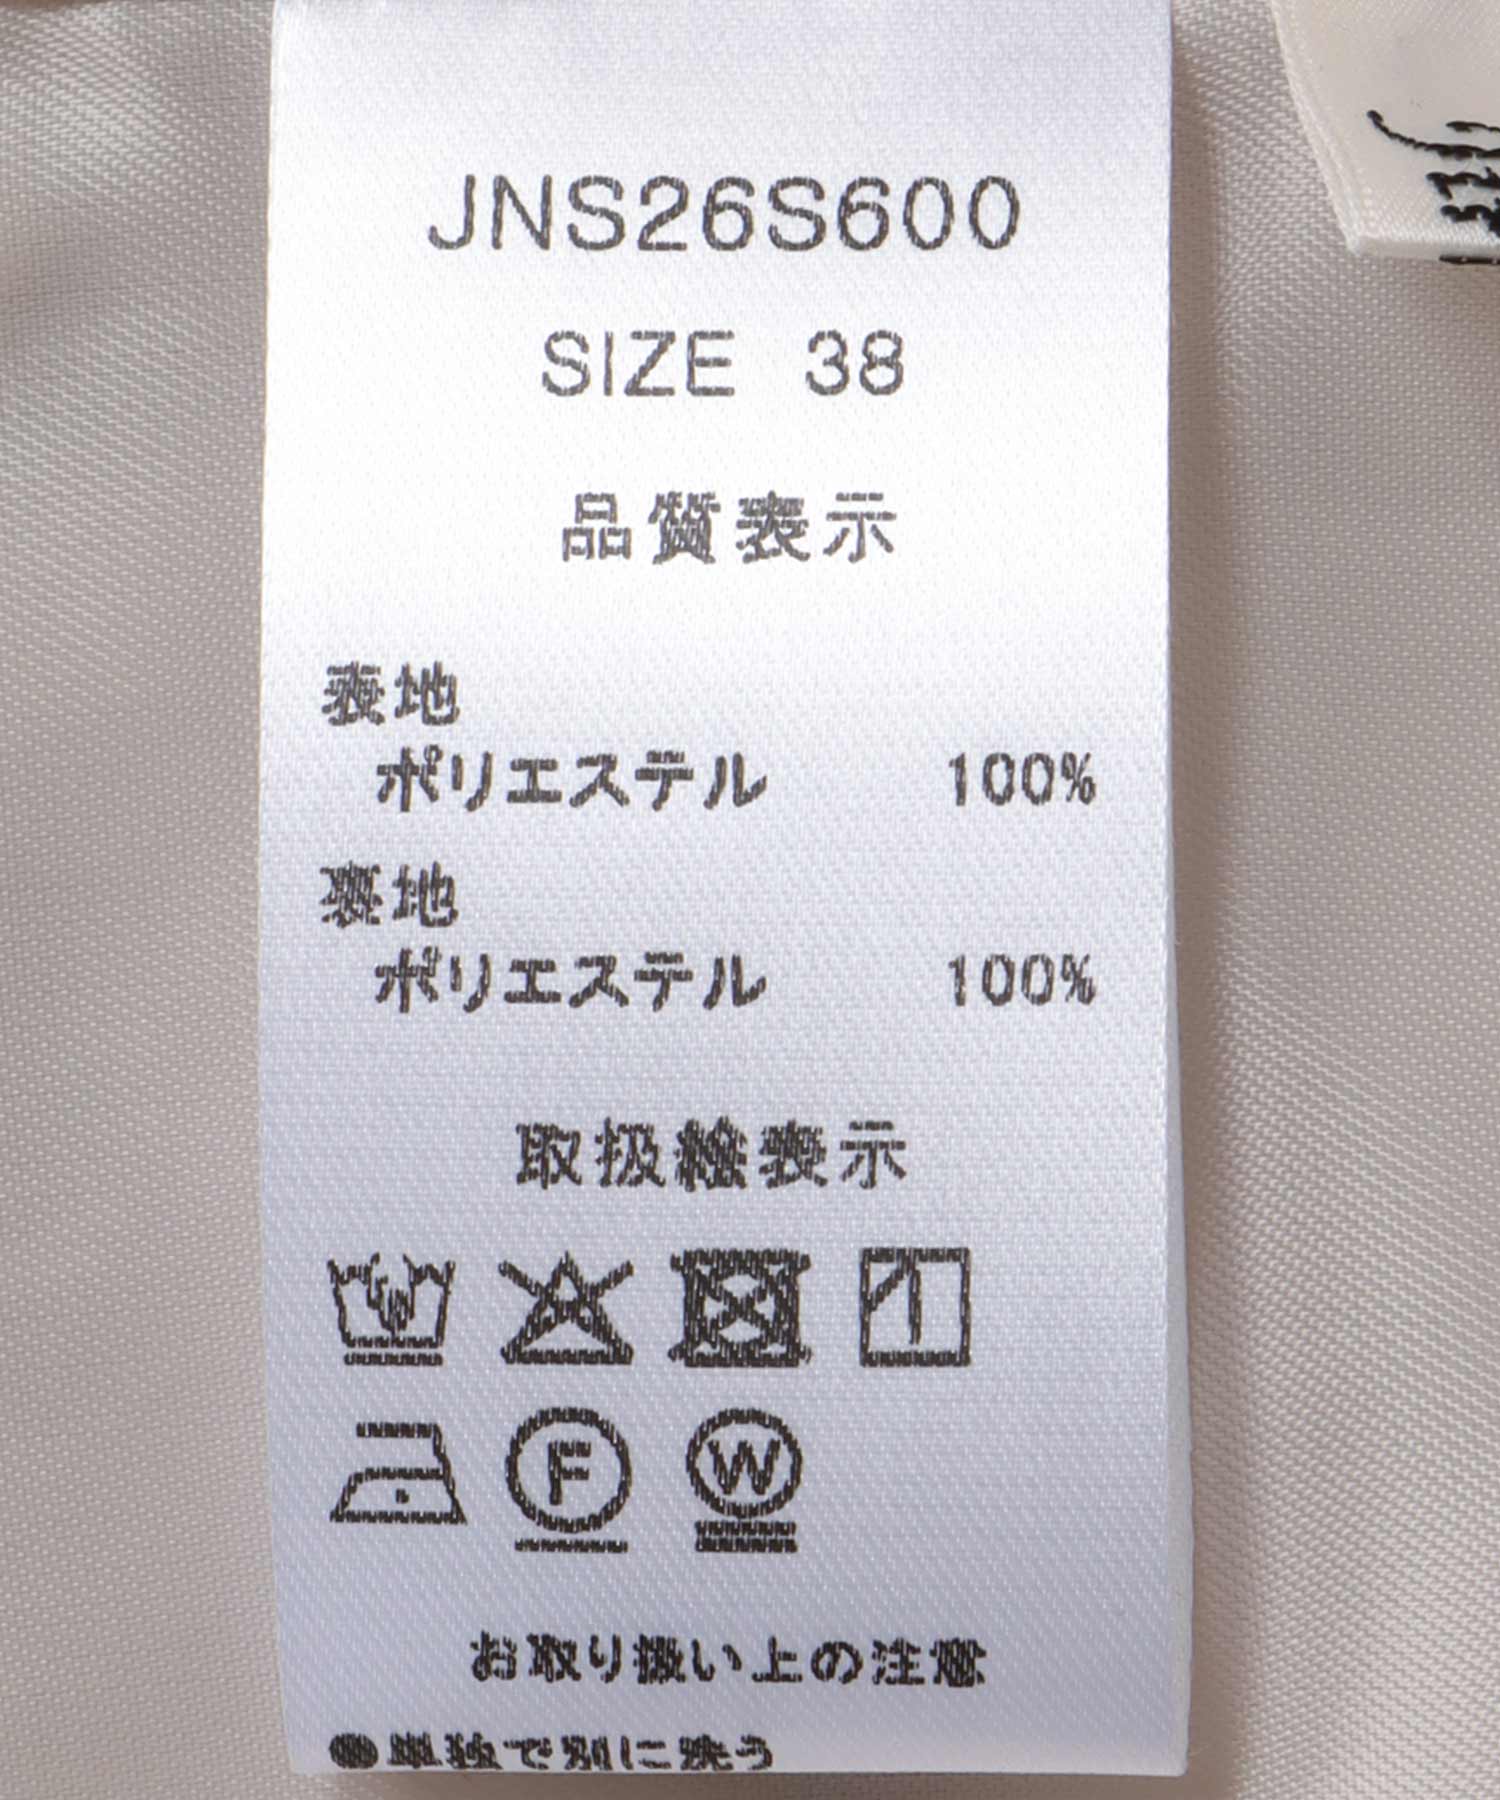 JNS26S600
SIZE 38
品質表示
表地
ポリエステル 100%
裏地
ポリエステル 100%
取扱絵表示
F W
お取り扱い上の注意
●単独で別に洗う